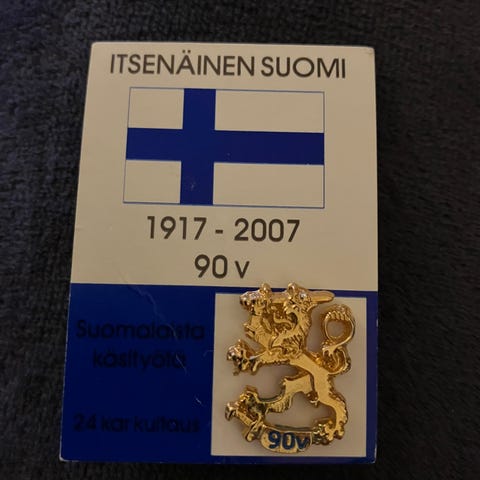 ITSENÄINEN SUOMI
1917 - 2007
90 v
Suomalaista
käsityötä
24 kar kultaus
90v